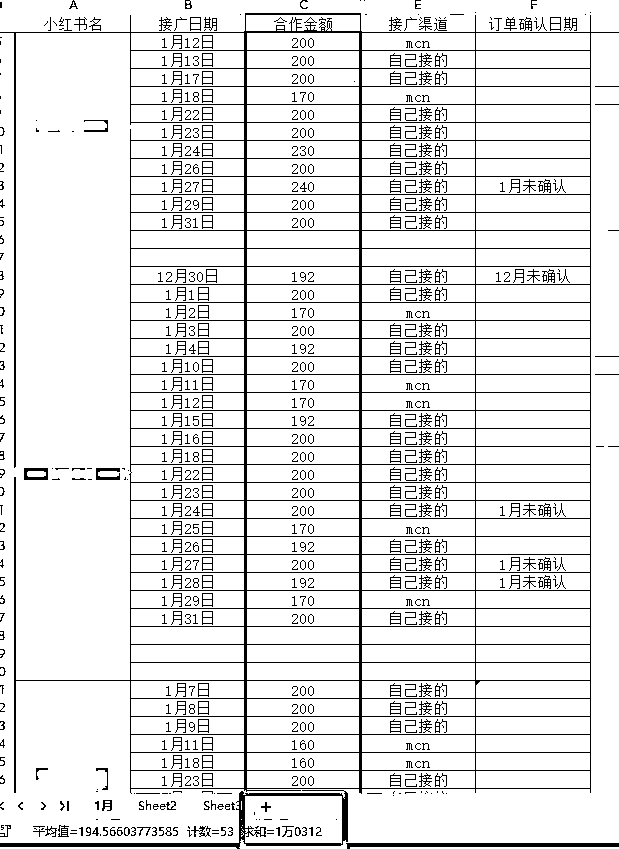 A B C E F
小红书名 接广日期 合作金额 接广渠道 订单确认日期
1月12日 200 mcn
1月13日 200 自己接的
1月17日 200 自己接的
1月18日 170 mcn
1月22日 200 自己接的
1月23日 200 自己接的
1月24日 230 自己接的
1月26日 200 自己接的
1月27日 240 自己接的 1月未确认
1月29日 200 自己接的
1月31日 200 自己接的
12月30日 192 自己接的 12月未确认
1月1日 200 自己接的
1月2日 170 mcn
1月3日 200 自己接的
1月4日 192 自己接的
1月10日 200 自己接的
1月11日 170 mcn
1月12日 170 mcn
1月15日 192 自己接的
1月16日 200 自己接的
1月18日 200 自己接的
1月22日 200 自己接的
1月23日 200 自己接的
1月24日 200 自己接的 1月未确认
1月25日 170 mcn
1月26日 192 自己接的
1月27日 200 自己接的 1月未确认
1月28日 192 自己接的 1月未确认
1月29日 170 mcn
1月31日 200 自己接的
1月7日 200 自己接的
1月8日 200 自己接的
1月9日 200 自己接的
1月11日 160 mcn
1月18日 160 mcn
1月23日 200 自己接的
1月 Sheet2 Sheet3 +
平均值=194.56603773585 计数=53 求和=1万0312